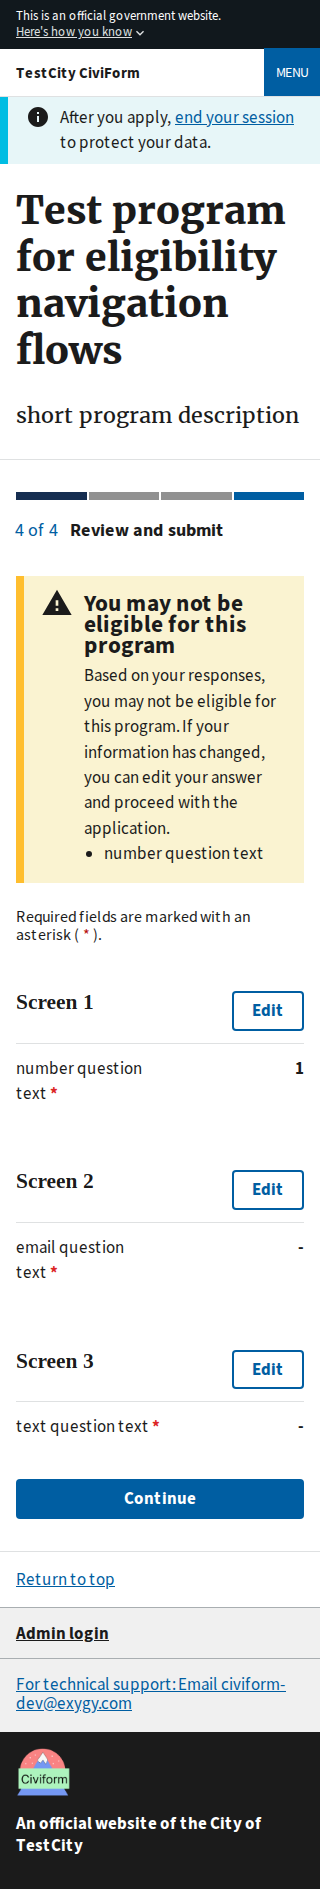 This is an official government website.
Here's how you know
TestCity CiviForm
MENU
After you apply, end your session
to protect your data.
Test program
for eligibility
navigation
flows
short program description
4 of 4 Review and submit
You may not be
eligible for this
program
Based on your responses,
you may not be eligible for
this program. If your
information has changed,
you can edit your answer
and proceed with the
application.
• number question text
Required fields are marked with an
asterisk ( * ).
Screen 1
Edit
number question
text *
1
Screen 2
Edit
email question
text *
-
Screen 3
Edit
text question text *
-
Continue
Return to top
Admin login
For technical support: Email civiform-
dev@exygy.com
Civiform
An official website of the City of
TestCity